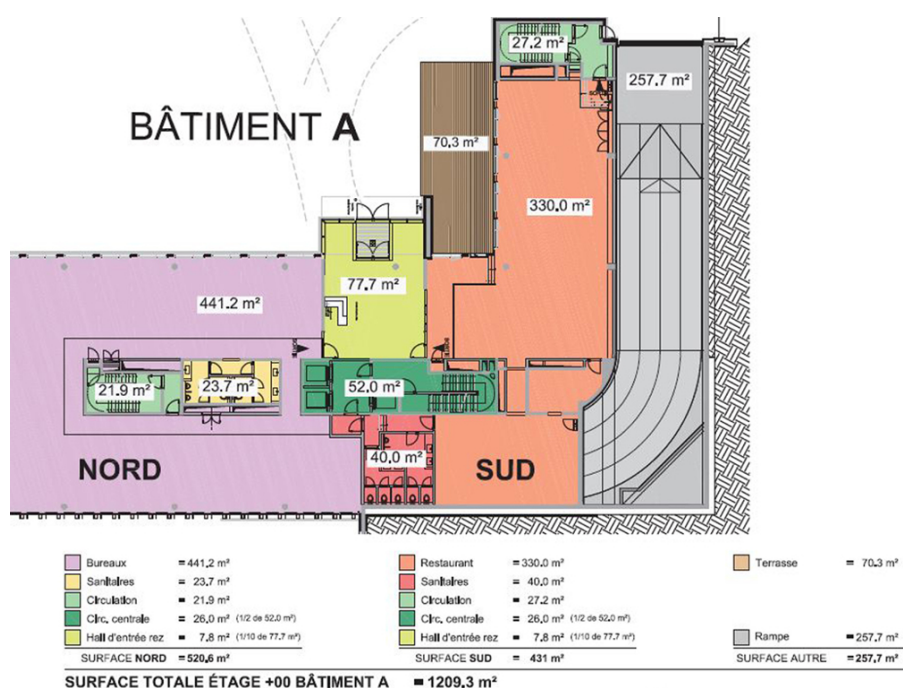 27.2 m²
257.7 m²
BÂTIMENT A
70.3 m²
330.0 m²
77.7 m²
441.2 m²
21.9 m²
23.7 m²
52.0 m²
40.0 m²
NORD
SUD
Bureaux = 441.2 m²
Sanitaires = 23.7 m²
Circulation = 21.9 m²
Circ. centrale = 26.0 m² (1/2 de 52.0 m²)
Hall d'entrée rez = 7.8 m² (1/10 de 77.7 m²)
SURFACE NORD = 520.6 m²
Restaurant = 330.0 m²
Sanitaires = 40.0 m²
Circulation = 27.2 m²
Circ. centrale = 26.0 m² (1/2 de 52.0 m²)
Hall d'entrée rez = 7.8 m² (1/10 de 77.7 m²)
SURFACE SUD = 431 m²
Terrasse = 70.3 m²
Rampe = 257.7 m²
SURFACE AUTRE = 257.7 m²
SURFACE TOTALE ÉTAGE +00 BÂTIMENT A = 1209.3 m²